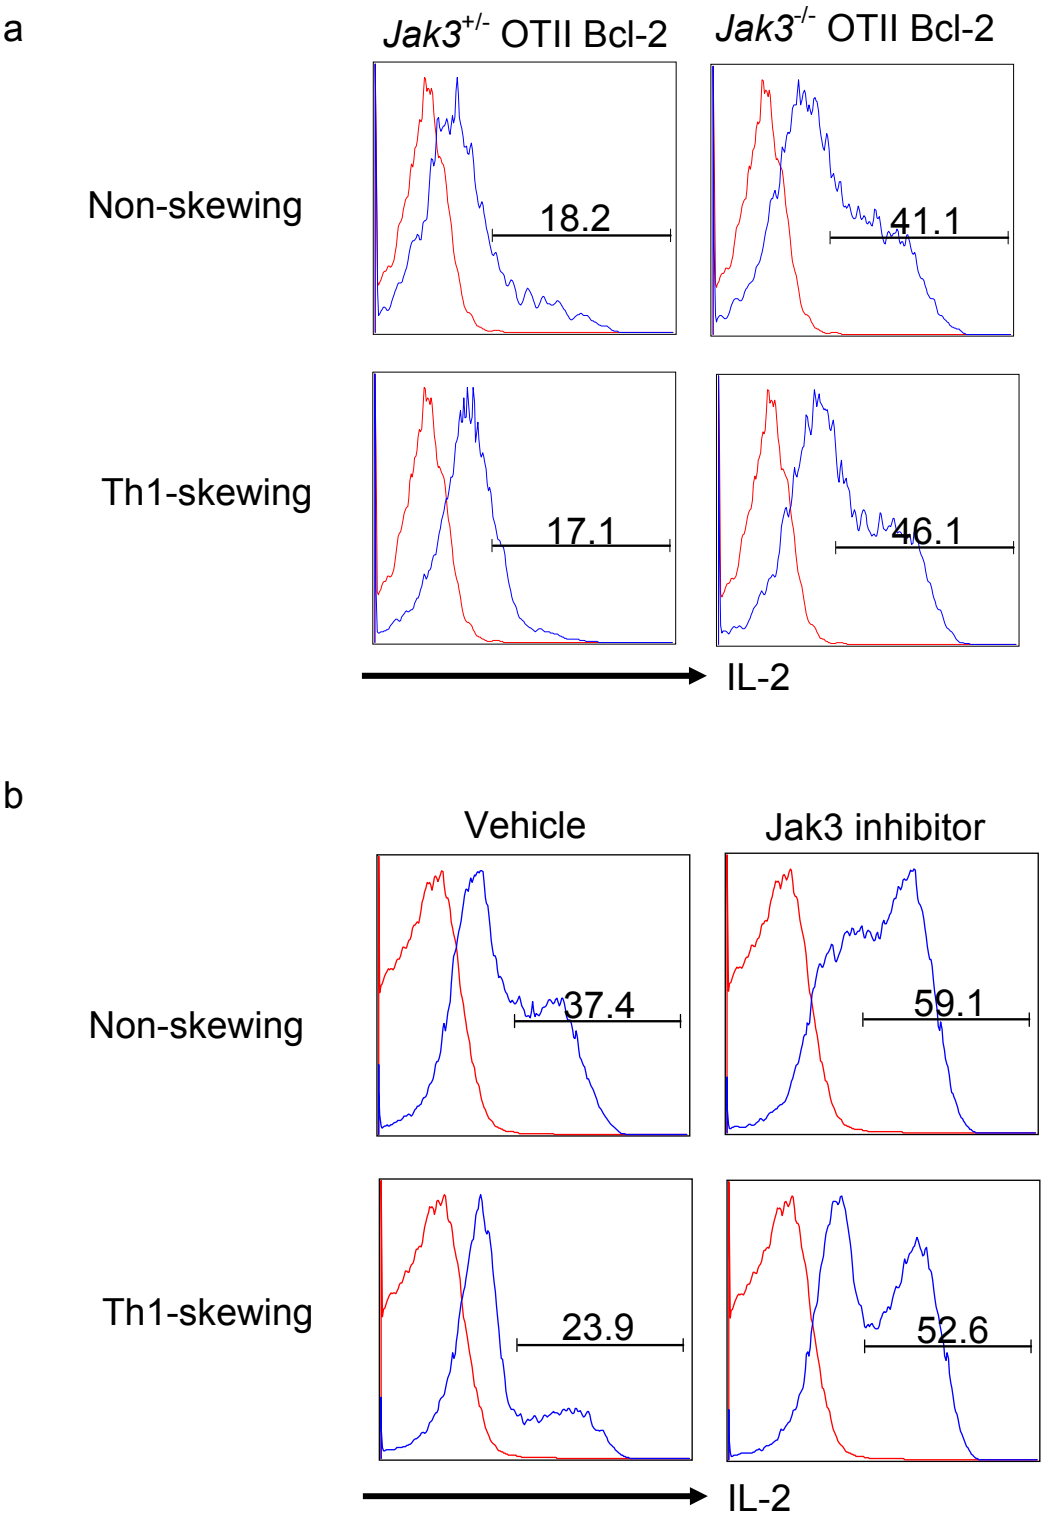 a
Jak3+/- OTII Bcl-2
Jak3-/- OTII Bcl-2
Non-skewing
18.2
41.1
Th1-skewing
17.1
46.1
IL-2
b
Vehicle
Jak3 inhibitor
Non-skewing
37.4
59.1
Th1-skewing
23.9
52.6
IL-2